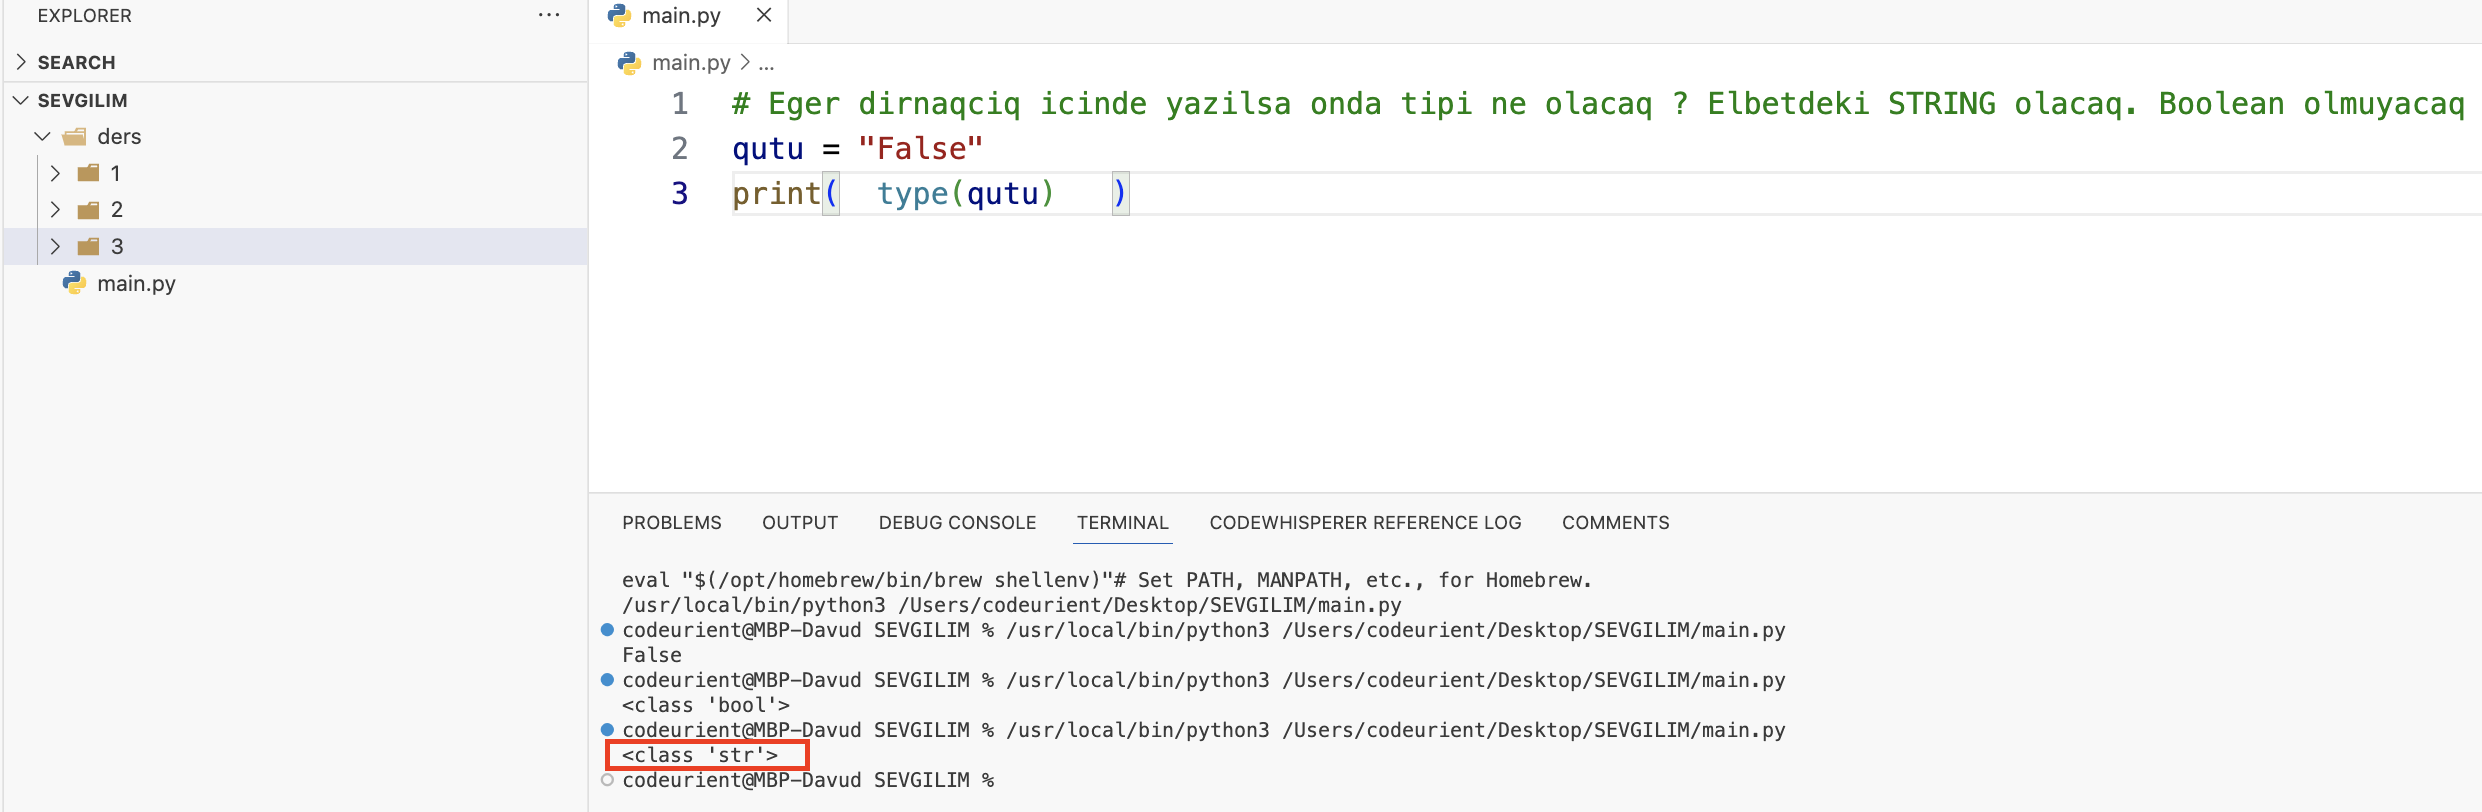 EXPLORER
...
SEARCH
SEVGILIM
ders
1
2
3
main.py
main.py
main.py > ...
1 # Eger dirnaqciq icinde yazilsa onda tipi ne olacaq ? Elbetdeki STRING olacaq. Boolean olmuyacaq
2 qutu = "False"
3 print(  type(qutu)   )
PROBLEMS OUTPUT DEBUG CONSOLE TERMINAL CODEWHISPERER REFERENCE LOG COMMENTS
eval "$(/opt/homebrew/bin/brew shellenv)"# Set PATH, MANPATH, etc., for Homebrew.
/usr/local/bin/python3 /Users/codeurient/Desktop/SEVGILIM/main.py
codeurient@MBP-Davud SEVGILIM % /usr/local/bin/python3 /Users/codeurient/Desktop/SEVGILIM/main.py
False
codeurient@MBP-Davud SEVGILIM % /usr/local/bin/python3 /Users/codeurient/Desktop/SEVGILIM/main.py
<class 'bool'>
codeurient@MBP-Davud SEVGILIM % /usr/local/bin/python3 /Users/codeurient/Desktop/SEVGILIM/main.py
<class 'str'>
codeurient@MBP-Davud SEVGILIM %